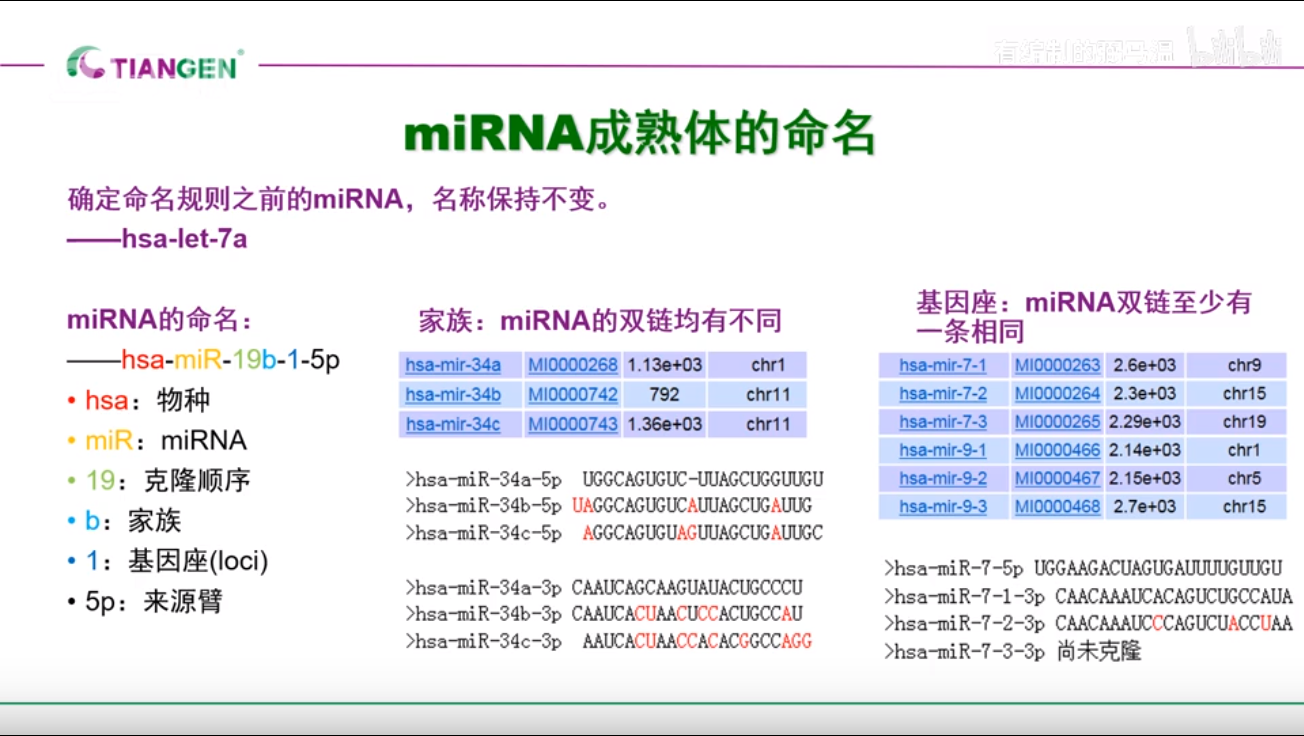 TIANGEN
miRNA成熟体的命名
确定命名规则之前的miRNA，名称保持不变。
——hsa-let-7a
miRNA的命名：
——hsa-miR-19b-1-5p
• hsa：物种
• miR：miRNA
• 19：克隆顺序
• b：家族
• 1：基因座(loci)
• 5p：来源臂
家族：miRNA的双链均有不同
hsa-mir-34a MI0000268 1.13e+03 chr1
hsa-mir-34b MI0000742 792 chr11
hsa-mir-34c MI0000743 1.36e+03 chr11
>hsa-miR-34a-5p UGGCAGUGUC-UUAGCUGGUUGU
>hsa-miR-34b-5p UAGGCAGUGUCAUUAGCUGAUUG
>hsa-miR-34c-5p AGGCAGUGUAGUUAGCUGAUUGC
>hsa-miR-34a-3p CAAUCAGCAAGUAUACUGCCCU
>hsa-miR-34b-3p CAAUCACUAACUCCACUGCCAU
>hsa-miR-34c-3p AAUCACUAACCACACGGCCAGG
基因座：miRNA双链至少有
一条相同
hsa-mir-7-1 MI0000263 2.6e+03 chr9
hsa-mir-7-2 MI0000264 2.3e+03 chr15
hsa-mir-7-3 MI0000265 2.29e+03 chr19
hsa-mir-9-1 MI0000466 2.14e+03 chr1
hsa-mir-9-2 MI0000467 2.15e+03 chr5
hsa-mir-9-3 MI0000468 2.7e+03 chr15
>hsa-miR-7-5p UGGAAGACUAGUGAUUUUGUUGU
>hsa-miR-7-1-3p CAACAAAUCACAGUCUGCCAUA
>hsa-miR-7-2-3p CAACAAAUCCCAGUCUACCUAA
>hsa-miR-7-3-3p 尚未克隆